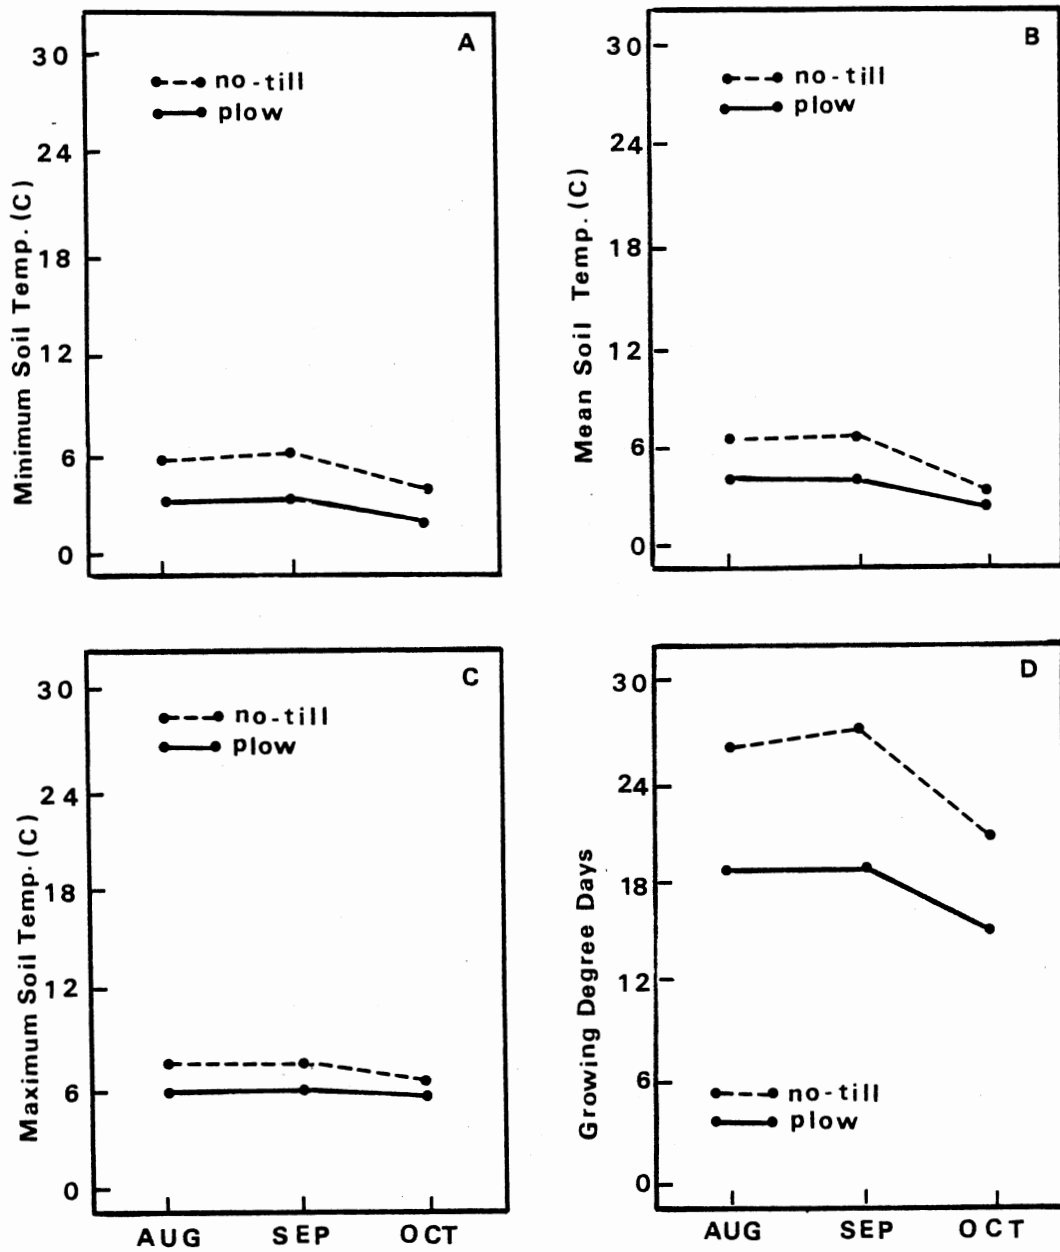 A
30
no-till
plow
24
18
12
6
0
Minimum Soil Temp. (C)
B
30
no-till
plow
24
18
12
6
0
Mean Soil Temp. (C)
C
30
no-till
plow
24
18
12
6
0
Maximum Soil Temp. (C)
AUG SEP OCT
D
30
24
18
12
6
no-till
plow
0
Growing Degree Days
AUG SEP OCT